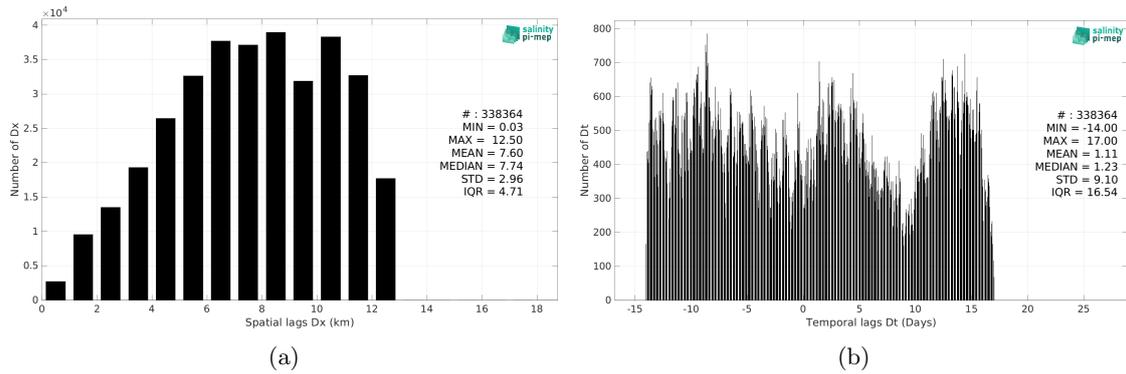 ×10⁴
4
3.5
3
2.5
2
1.5
1
0.5
0
Number of Dx
0 2 4 6 8 10 12 14 16 18
Spatial lags Dx (km)
salinity
pi-mep
# : 338364
MIN = 0.03
MAX = 12.50
MEAN = 7.60
MEDIAN = 7.74
STD = 2.96
IQR = 4.71
(a)
800
700
600
500
400
300
200
100
0
Number of Dt
-15 -10 -5 0 5 10 15 20 25
Temporal lags Dt (Days)
salinity
pi-mep
# : 338364
MIN = -14.00
MAX = 17.00
MEAN = 1.11
MEDIAN = 1.23
STD = 9.10
IQR = 16.54
(b)